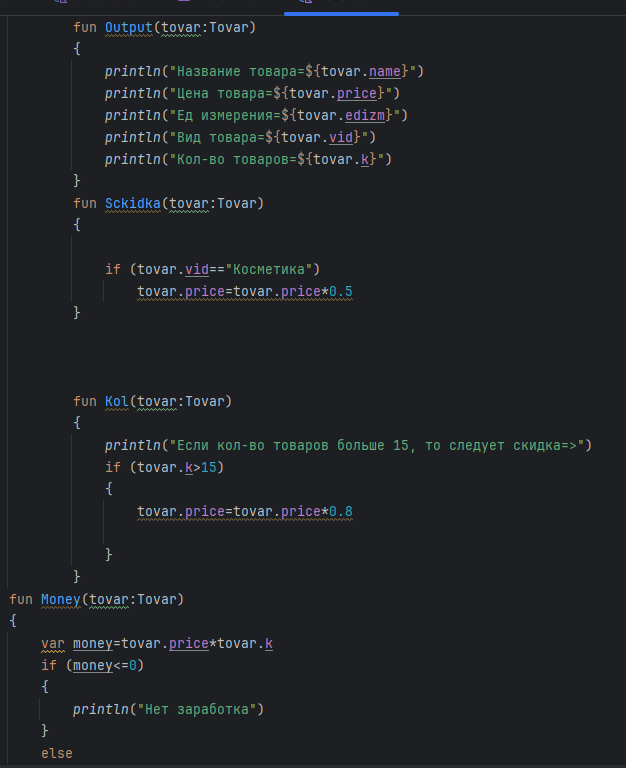 fun Output(tovar:Tovar)
{
println("Название товара=${tovar.name}")
println("Цена товара=${tovar.price}")
println("Ед измерения=${tovar.edizm}")
println("Вид товара=${tovar.vid}")
println("Кол-во товаров=${tovar.k}")
}
fun Sckidka(tovar:Tovar)
{
if (tovar.vid=="Косметика")
tovar.price=tovar.price*0.5
}
fun Kol(tovar:Tovar)
{
println("Если кол-во товаров больше 15, то следует скидка=>")
if (tovar.k>15)
{
tovar.price=tovar.price*0.8
}
}
fun Money(tovar:Tovar)
{
var money=tovar.price*tovar.k
if (money<=0)
{
println("Нет заработка")
}
else